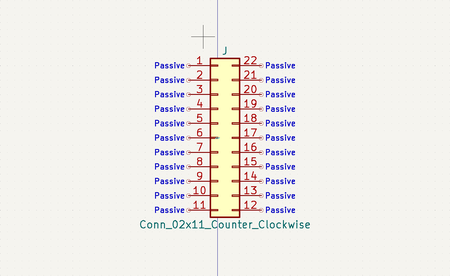 J
Passive 1 22 Passive
Passive 2 21 Passive
Passive 3 20 Passive
Passive 4 19 Passive
Passive 5 18 Passive
Passive 6 17 Passive
Passive 7 16 Passive
Passive 8 15 Passive
Passive 9 14 Passive
Passive 10 13 Passive
Passive 11 12 Passive
Conn_02x11_Counter_Clockwise